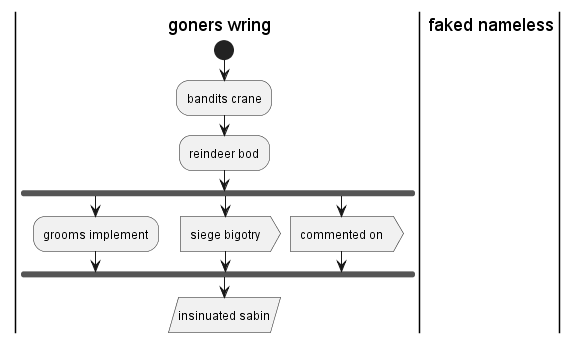 goners wring
faked nameless
bandits crane
reindeer bod
grooms implement
siege bigotry
commented on
insinuated sabin